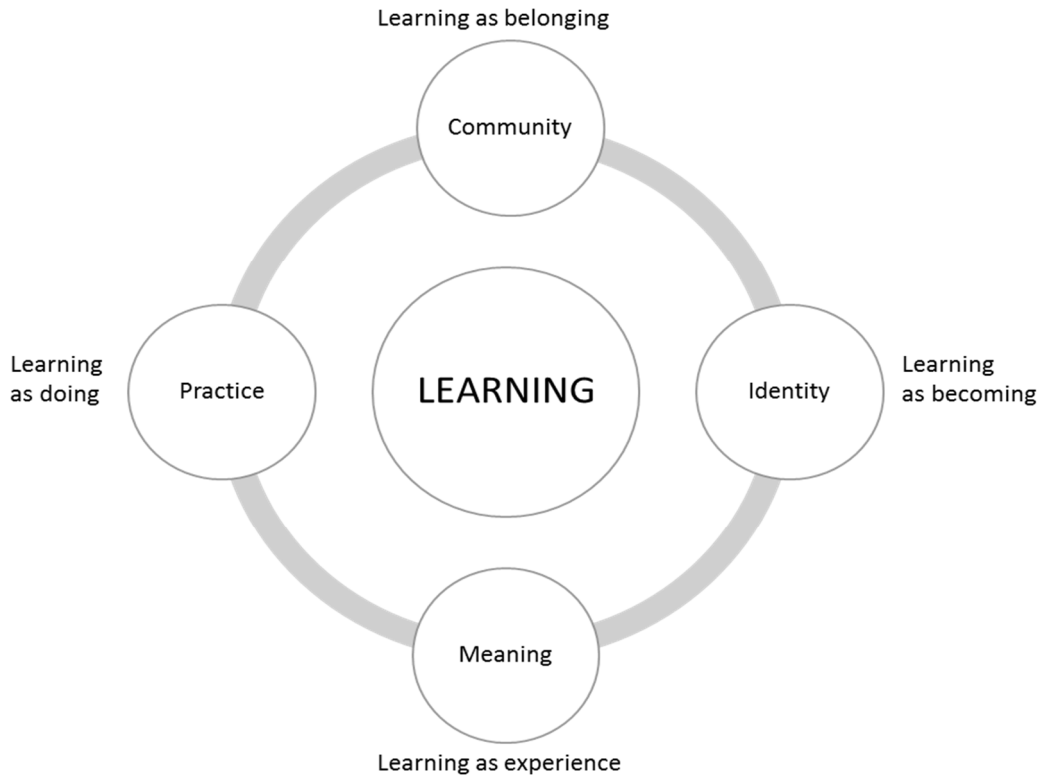 Learning as belonging
Community
Learning
as doing
Practice
LEARNING
Identity
Learning
as becoming
Meaning
Learning as experience